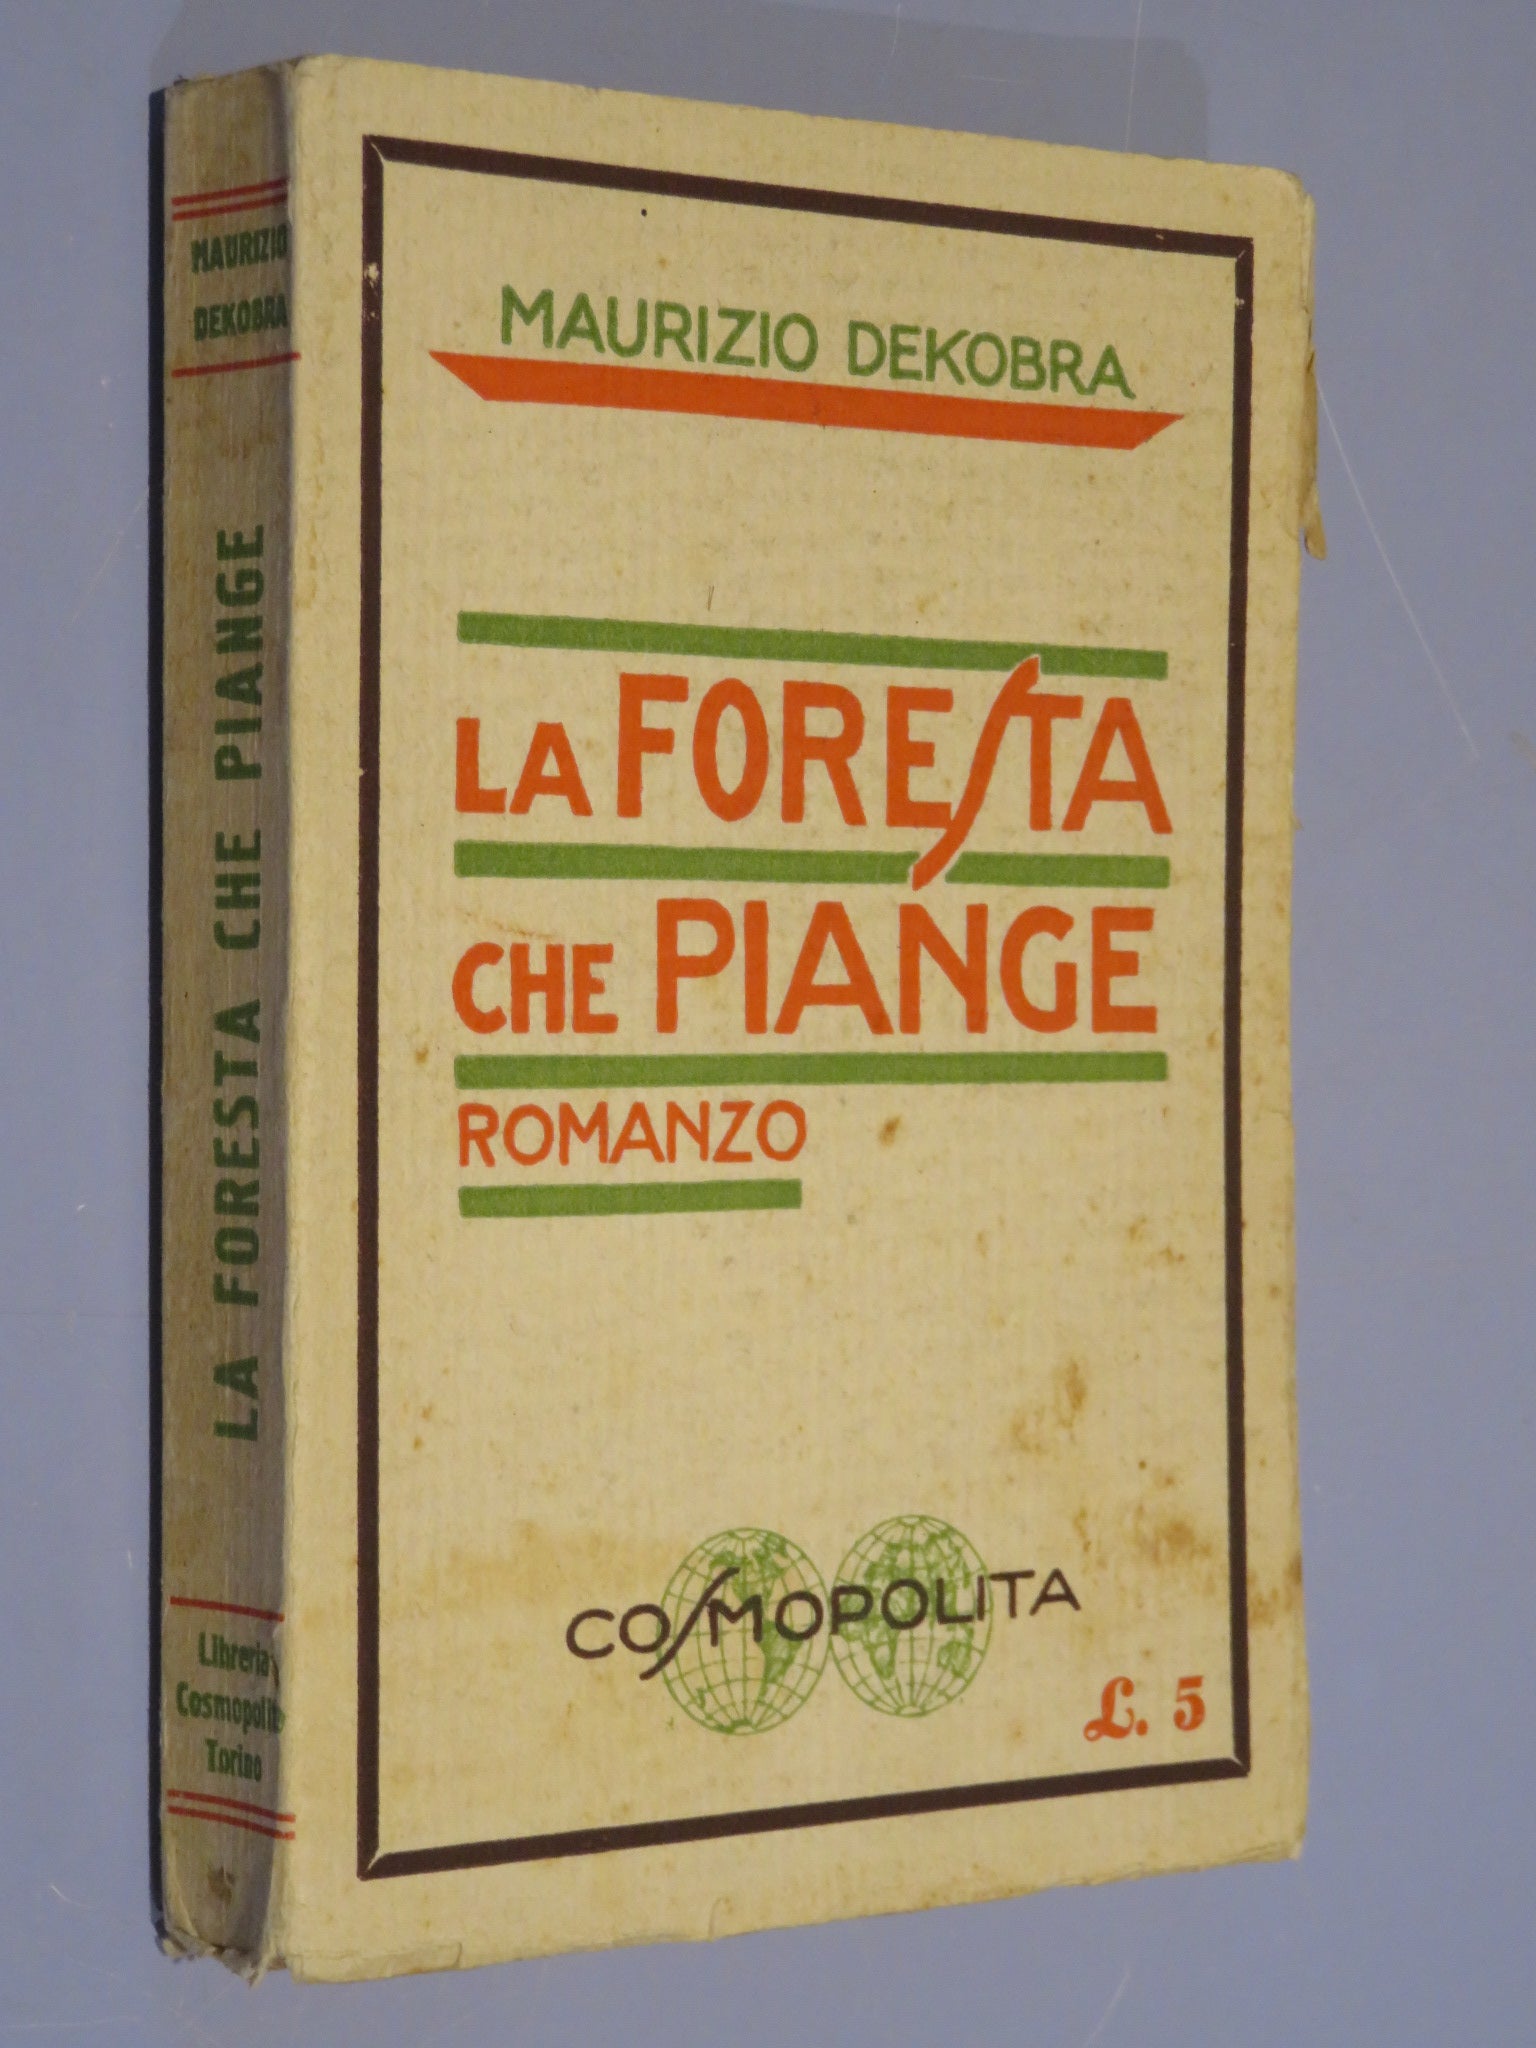 MAURIZIO DEKOBRA
LA FORESTA
CHE PIANGE
ROMANZO
COSMOPOLITA
L. 5
MAURIZIO
DEKOBRA
LA FORESTA CHE PIANGE
Libreria
Cosmopolita
Torino